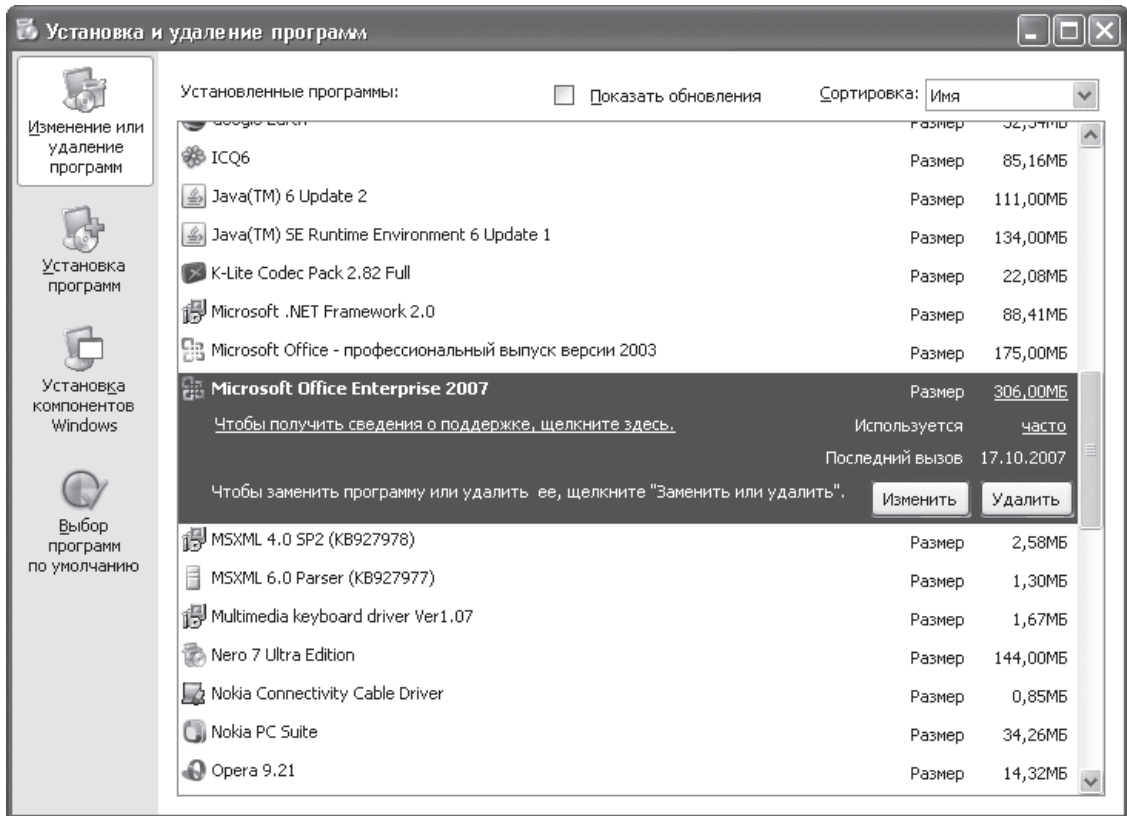 Установка и удаление программ
Изменение или
удаление
программ
Установка
программ
Установка
компонентов
Windows
Выбор
программ
по умолчанию
Установленные программы: Показать обновления Сортировка: Имя
Google Earth Размер 52,54МБ
ICQ6 Размер 85,16МБ
Java(TM) 6 Update 2 Размер 111,00МБ
Java(TM) SE Runtime Environment 6 Update 1 Размер 134,00МБ
K-Lite Codec Pack 2.82 Full Размер 22,08МБ
Microsoft .NET Framework 2.0 Размер 88,41МБ
Microsoft Office - профессиональный выпуск версии 2003 Размер 175,00МБ
Microsoft Office Enterprise 2007 Размер 306,00МБ
Чтобы получить сведения о поддержке, щелкните здесь. Используется часто
Последний вызов 17.10.2007
Чтобы заменить программу или удалить ее, щелкните "Заменить или удалить". Изменить Удалить
MSXML 4.0 SP2 (KB927978) Размер 2,58МБ
MSXML 6.0 Parser (KB927977) Размер 1,30МБ
Multimedia keyboard driver Ver1.07 Размер 1,67МБ
Nero 7 Ultra Edition Размер 144,00МБ
Nokia Connectivity Cable Driver Размер 0,85МБ
Nokia PC Suite Размер 34,26МБ
Opera 9.21 Размер 14,32МБ